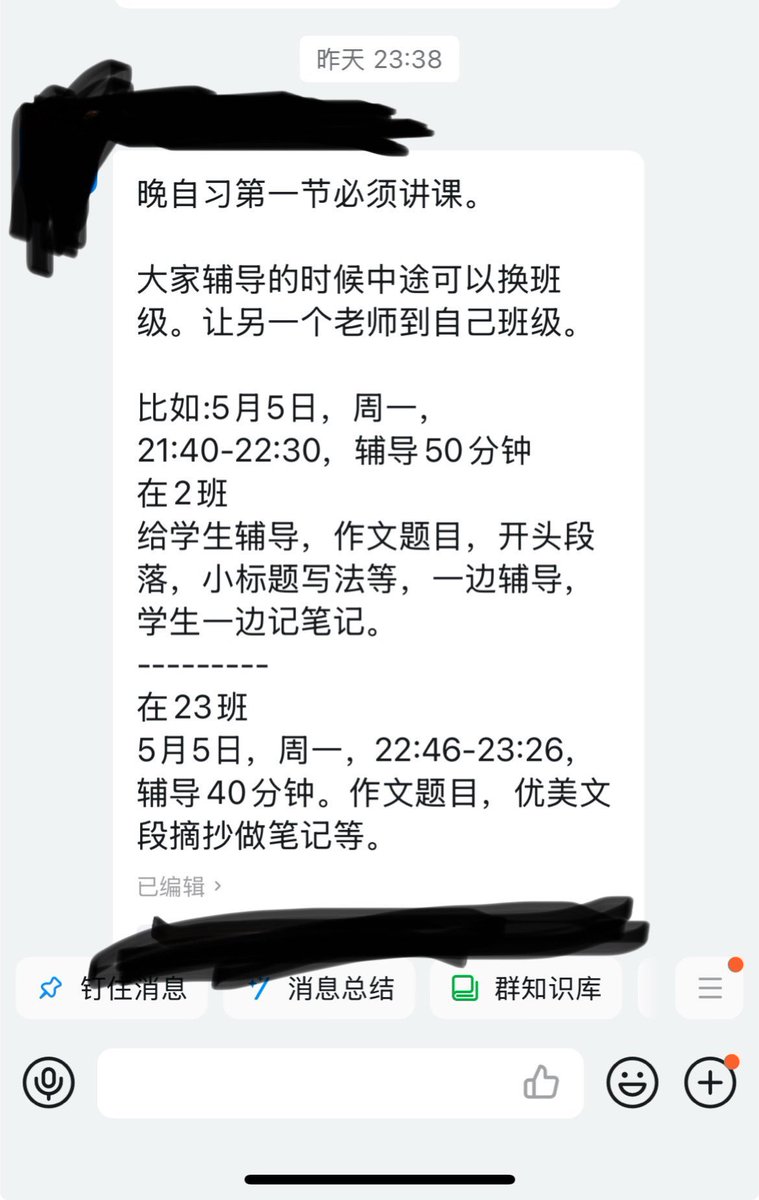 昨天 23:38
晚自习第一节必须讲课。
大家辅导的时候中途可以换班
级。让另一个老师到自己班级。
比如:5月5日，周一，
21:40-22:30，辅导50分钟
在2班
给学生辅导，作文题目，开头段
落，小标题写法等，一边辅导，
学生一边记笔记。
---------
在23班
5月5日，周一，22:46-23:26，
辅导40分钟。作文题目，优美文
段摘抄做笔记等。
已编辑 ›
钉住消息 消息总结 群知识库